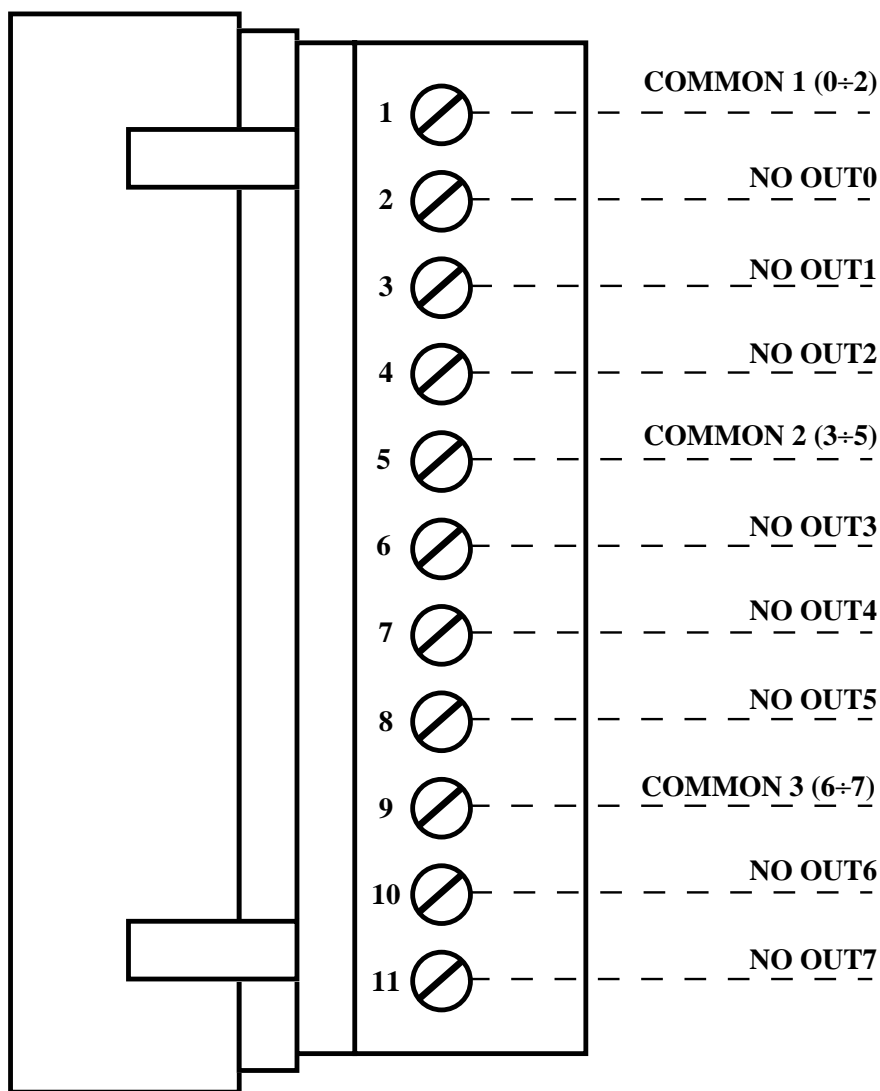 1 COMMON 1 (0÷2)
2 NO OUT0
3 NO OUT1
4 NO OUT2
5 COMMON 2 (3÷5)
6 NO OUT3
7 NO OUT4
8 NO OUT5
9 COMMON 3 (6÷7)
10 NO OUT6
11 NO OUT7